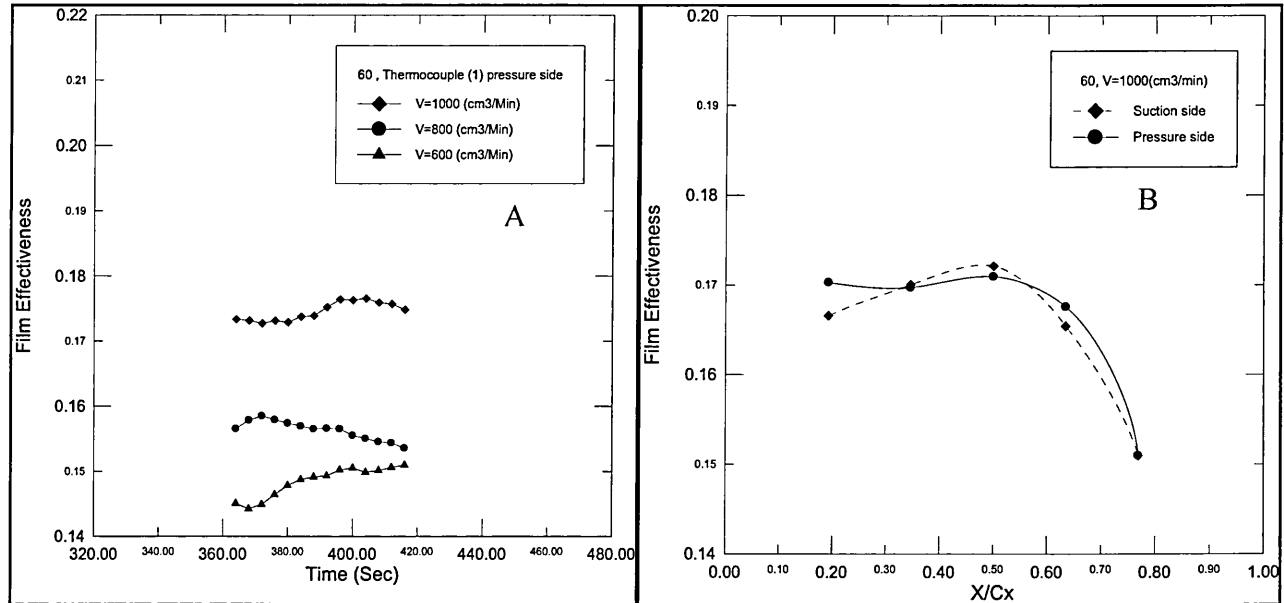 0.22
0.21
0.20
0.19
0.18
0.17
0.16
0.15
0.14
Film Effectiveness
60 , Thermocouple (1) pressure side
V=1000 (cm3/Min)
V=800 (cm3/Min)
V=600 (cm3/Min)
A
320.00 340.00 360.00 380.00 400.00 420.00 440.00 460.00 480.00
Time (Sec)
0.20
0.19
0.18
0.17
0.16
0.15
0.14
Film Effectiveness
60, V=1000(cm3/min)
Suction side
Pressure side
B
0.00 0.10 0.20 0.30 0.40 0.50 0.60 0.70 0.80 0.90 1.00
X/Cx